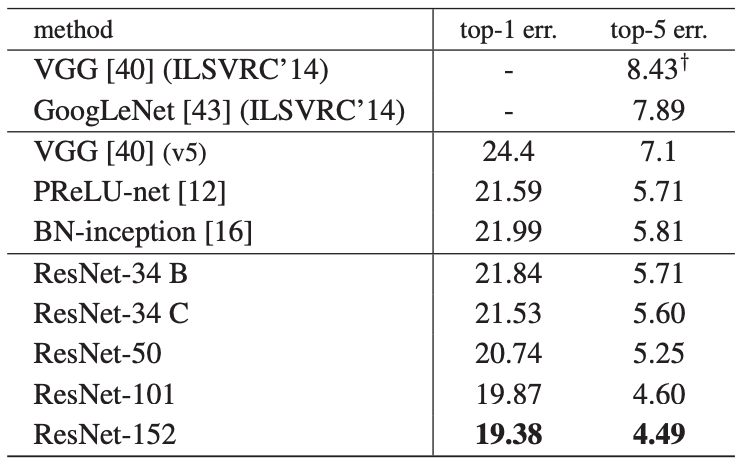 method top-1 err. top-5 err.
VGG [40] (ILSVRC’14) - 8.43†
GoogLeNet [43] (ILSVRC’14) - 7.89
VGG [40] (v5) 24.4 7.1
PReLU-net [12] 21.59 5.71
BN-inception [16] 21.99 5.81
ResNet-34 B 21.84 5.71
ResNet-34 C 21.53 5.60
ResNet-50 20.74 5.25
ResNet-101 19.87 4.60
ResNet-152 19.38 4.49